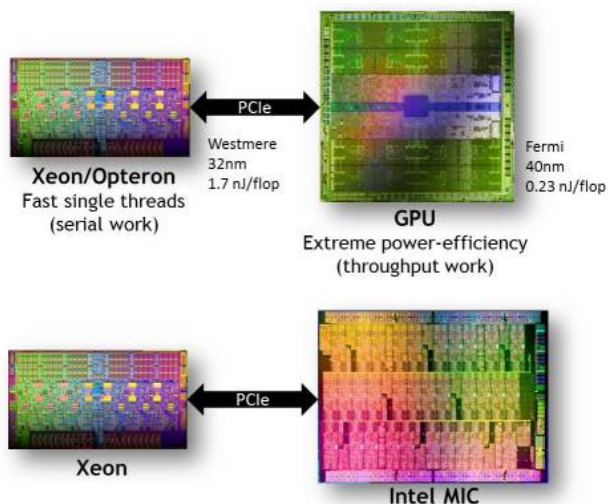 PCIe
Westmere
32nm
1.7 nJ/flop
Fermi
40nm
0.23 nJ/flop
Xeon/Opteron
Fast single threads
(serial work)
GPU
Extreme power-efficiency
(throughput work)
PCIe
Xeon
Intel MIC